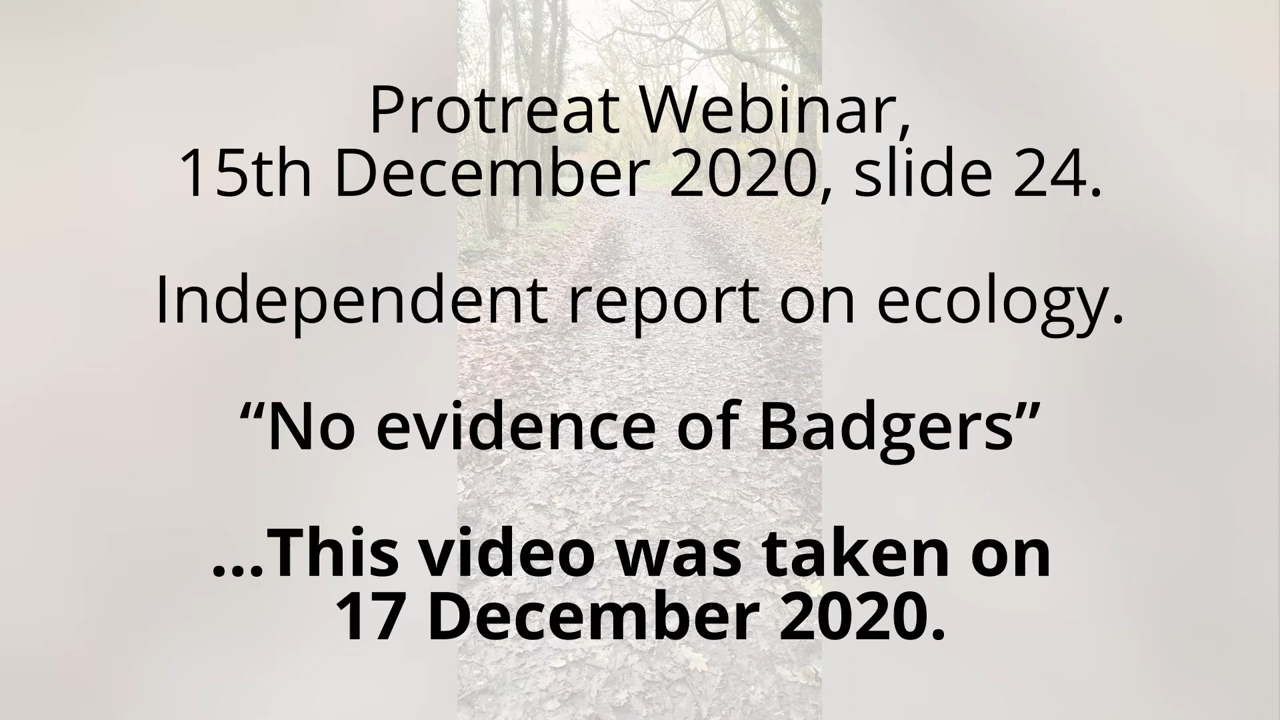 Protreat Webinar,
15th December 2020, slide 24.
Independent report on ecology.
“No evidence of Badgers”
...This video was taken on
17 December 2020.